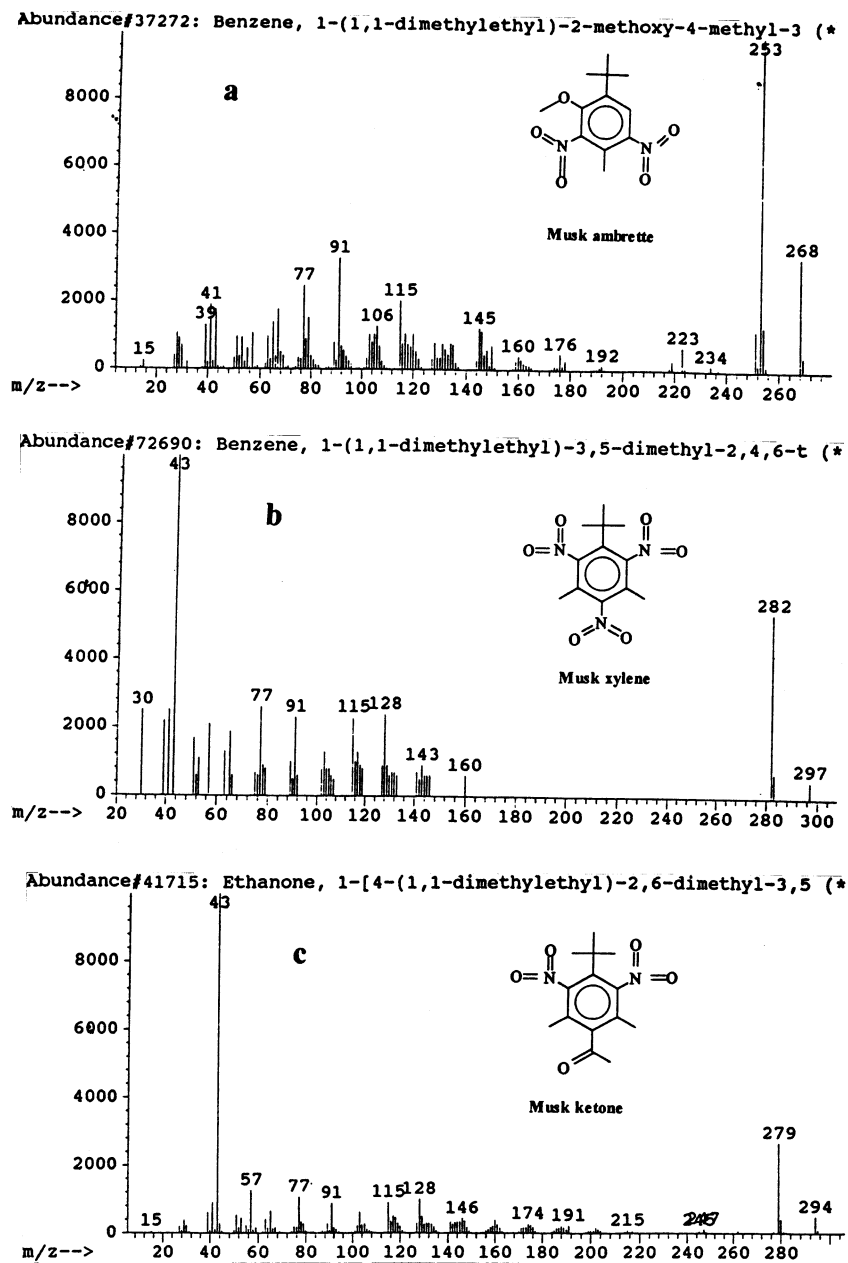 Abundance#37272: Benzene, 1-(1,1-dimethylethyl)-2-methoxy-4-methyl-3 (*
253
a
8000
O
O N O
N O O
6000
Musk ambrette
4000
91
268
77
2000
41
39
115
106
145
15
160
176
192
223
234
0
m/z-->
20 40 60 80 100 120 140 160 180 200 220 240 260
Abundance#72690: Benzene, 1-(1,1-dimethylethyl)-3,5-dimethyl-2,4,6-t (*
43
b
8000
O O
O= N N =O
6000
282
N
O O
4000
Musk xylene
30
77
91
115
128
2000
143
160
297
0
m/z-->
20 40 60 80 100 120 140 160 180 200 220 240 260 280 300
Abundance#41715: Ethanone, 1-[4-(1,1-dimethylethyl)-2,6-dimethyl-3,5 (*
43
c
8000
O O
O= N N =O
6000
O
4000
Musk ketone
279
2000
57
77
91
115
128
146
15
174
191
215
294
0
m/z-->
20 40 60 80 100 120 140 160 180 200 220 240 260 280